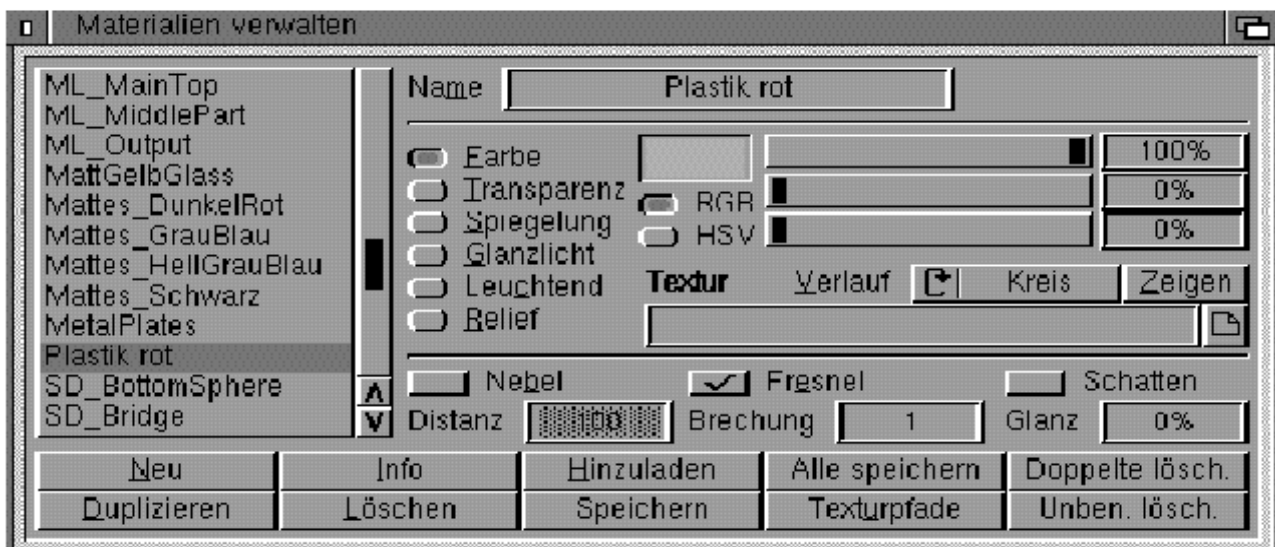 Materialien verwalten
ML_MainTop
ML_MiddlePart
ML_Output
MattGelbGlass
Mattes_DunkelRot
Mattes_GrauBlau
Mattes_HellGrauBlau
Mattes_Schwarz
MetalPlates
Plastik rot
SD_BottomSphere
SD_Bridge
Name Plastik rot
Farbe
Transparenz
Spiegelung
Glanzlicht
Leuchtend
Relief
RGB
HSV
100%
0%
0%
Textur Verlauf Kreis Zeigen
Nebel Fresnel Schatten
Distanz 100 Brechung 1 Glanz 0%
Neu Info Hinzuladen Alle speichern Doppelte lösch.
Duplizieren Löschen Speichern Texturpfade Unben. lösch.